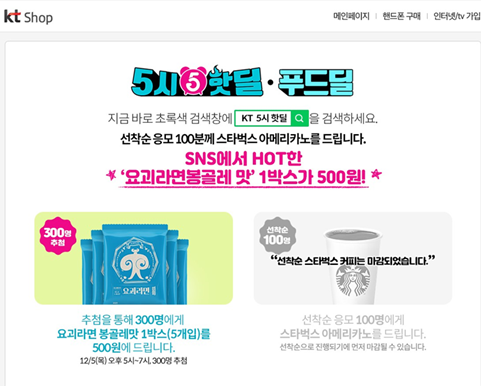 kt Shop
메인페이지 | 핸드폰 구매 | 인터넷/tv 가입
5시 5 핫딜 · 푸드딜
지금 바로 초록색 검색창에 KT 5시 핫딜 을 검색하세요.
선착순 응모 100분께 스타벅스 아메리카노를 드립니다.
SNS에서 HOT한
'요괴라면봉골레 맛' 1박스가 500원!
300명
추첨
요괴라면
추첨을 통해 300명에게
요괴라면 봉골레맛 1박스(5개입)를
500원에 드립니다.
12/5(목) 오후 5시~7시, 300명 추첨
선착순
100명
"선착순 스타벅스 커피는 마감되었습니다."
선착순 응모 100명에게
스타벅스 아메리카노를 드립니다.
선착순으로 진행되기에 먼저 마감될 수 있습니다.